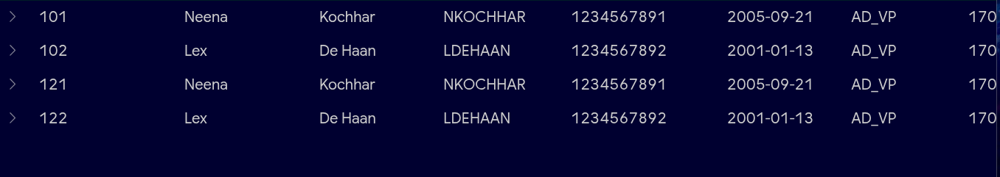 101 Neena Kochhar NKOCHHAR 1234567891 2005-09-21 AD_VP 170
102 Lex De Haan LDEHAAN 1234567892 2001-01-13 AD_VP 170
121 Neena Kochhar NKOCHHAR 1234567891 2005-09-21 AD_VP 170
122 Lex De Haan LDEHAAN 1234567892 2001-01-13 AD_VP 170